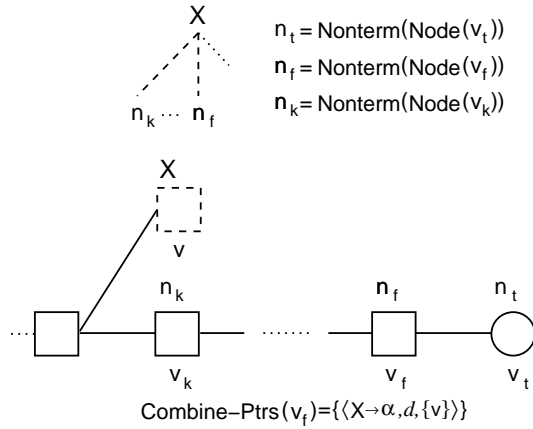 X
n_t = Nonterm(Node(v_t))
n_f = Nonterm(Node(v_f))
n_k = Nonterm(Node(v_k))
n_k ... n_f
X
v
n_k n_f n_t
v_k v_f v_t
Combine–Ptrs(v_f)={⟨X→α,d,{v}⟩}